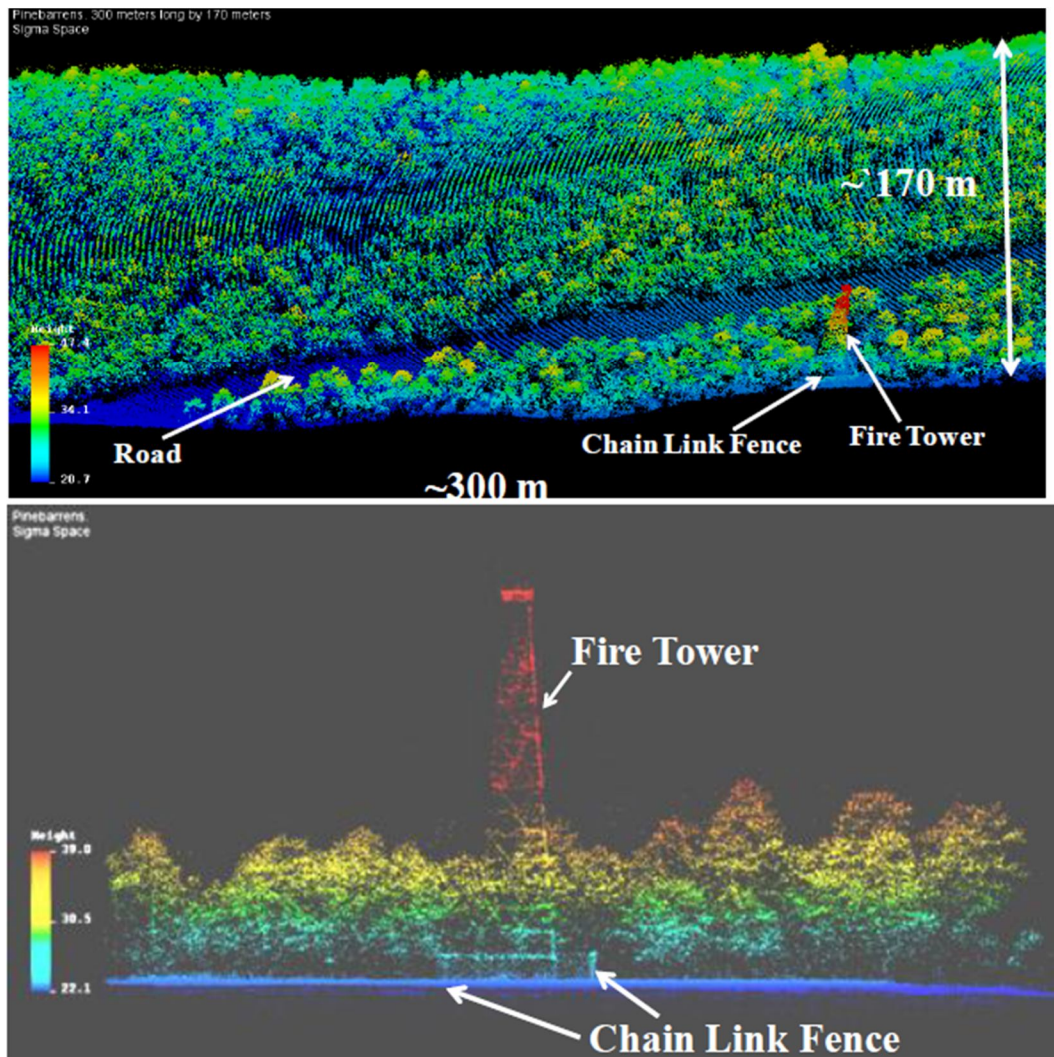 Pinebarrens. 300 meters long by 170 meters
Sigma Space
~`170 m
Height
47.4
34.1
20.7
Road
Chain Link Fence
Fire Tower
~300 m
Pinebarrens.
Sigma Space
Fire Tower
Height
39.0
30.5
22.1
Chain Link Fence